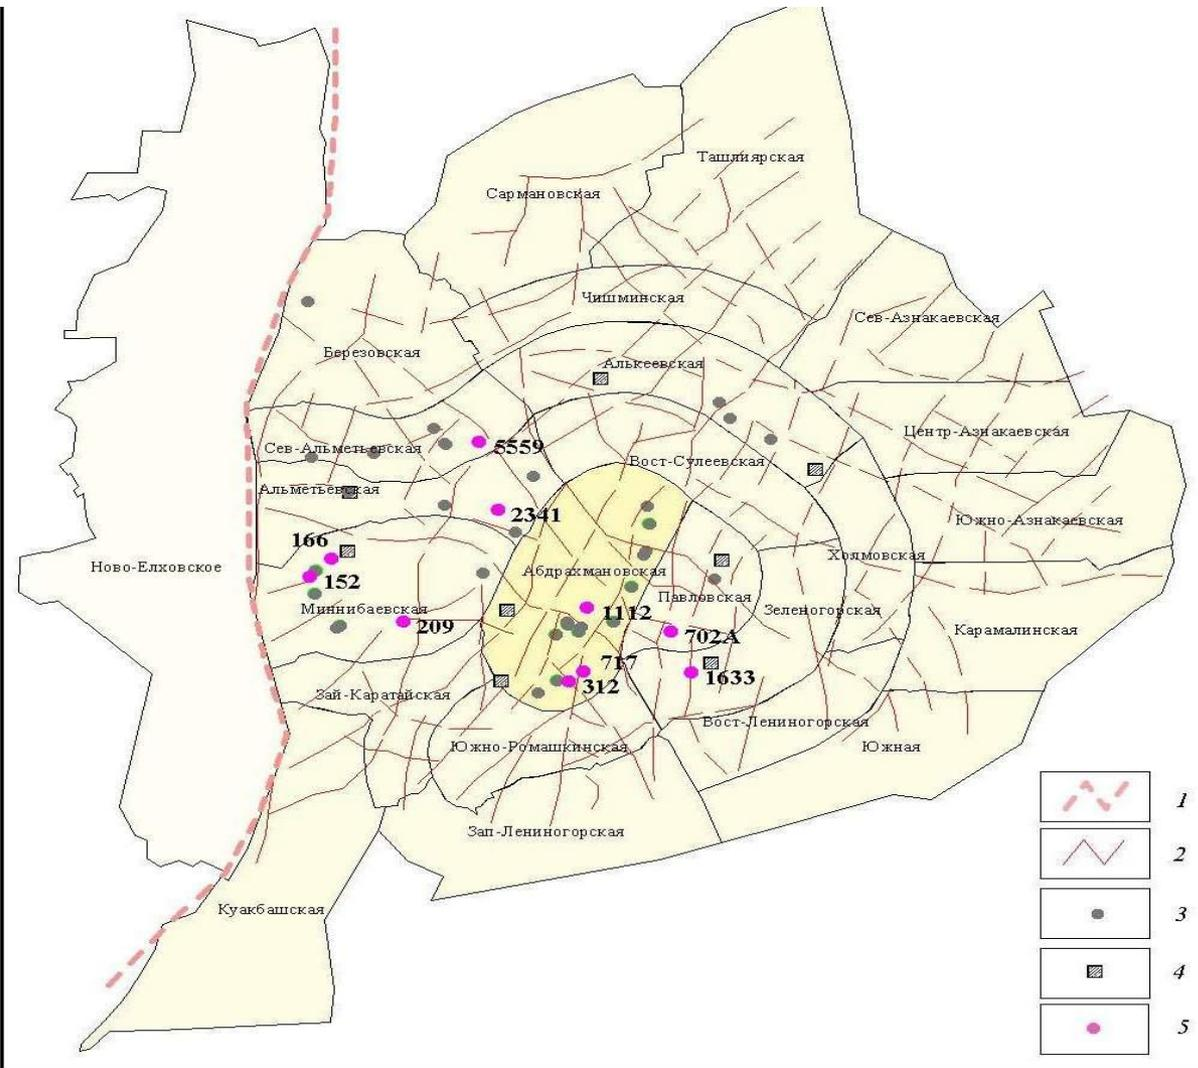 Ташлиярская
Сармановская
Чишминская
Сев-Азнакаевская
Березовская
Алькеевская
Центр-Азнакаевская
Сев-Альметьевская
5559
Вост-Сулеевская
Альметьевская
2341
Южно-Азнакаевская
166
Холмовская
Ново-Елховское
Абдрахмановская
152
Павловская
Миннибаевская
1112
Зеленогорская
209
702А
Карамалинская
717
1633
312
Зай-Каратайская
Вост-Лениногорская
Южно-Ромашкинская
Южная
1
Зап-Лениногорская
2
Куакбашская
3
4
5